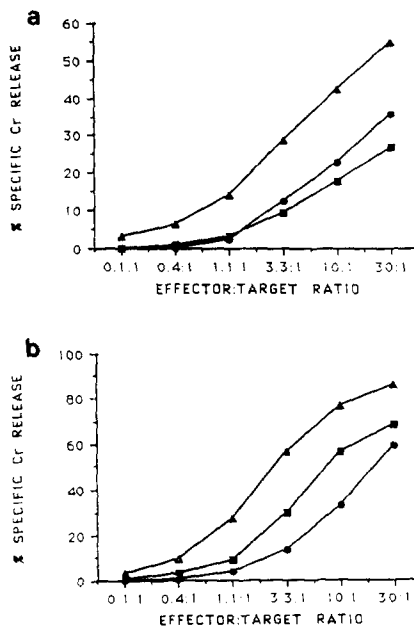 a
60
50
40
30
20
10
0
% SPECIFIC Cr RELEASE
0.1:1 0.4:1 1.1:1 3.3:1 10:1 30:1
EFFECTOR:TARGET RATIO
b
100
80
60
40
20
0
% SPECIFIC Cr RELEASE
0.1:1 0.4:1 1.1:1 3.3:1 10:1 30:1
EFFECTOR:TARGET RATIO